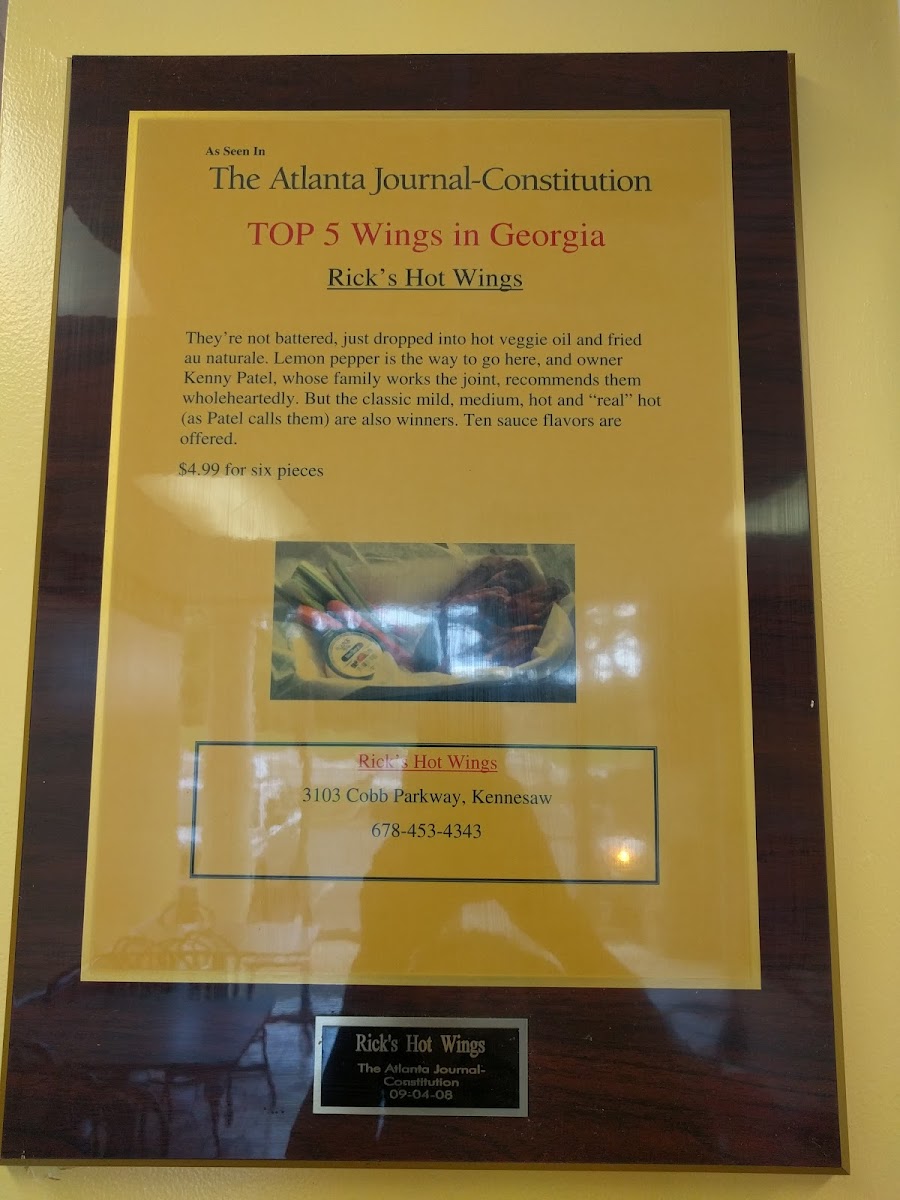 As Seen In
The Atlanta Journal-Constitution
TOP 5 Wings in Georgia
Rick's Hot Wings
They're not battered, just dropped into hot veggie oil and fried
au naturale. Lemon pepper is the way to go here, and owner
Kenny Patel, whose family works the joint, recommends them
wholeheartedly. But the classic mild, medium, hot and “real” hot
(as Patel calls them) are also winners. Ten sauce flavors are
offered.
$4.99 for six pieces
Rick's Hot Wings
3103 Cobb Parkway, Kennesaw
678-453-4343
Rick's Hot Wings
The Atlanta Journal-
Constitution
09-04-08